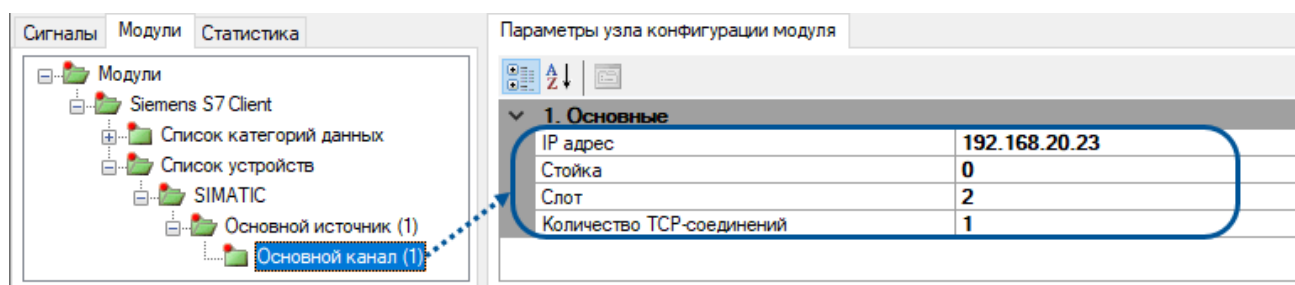 Сигналы Модули Статистика
Модули
Siemens S7 Client
Список категорий данных
Список устройств
SIMATIC
Основной источник (1)
Основной канал (1)
Параметры узла конфигурации модуля
1. Основные
IP адрес 192.168.20.23
Стойка 0
Слот 2
Количество TCP-соединений 1